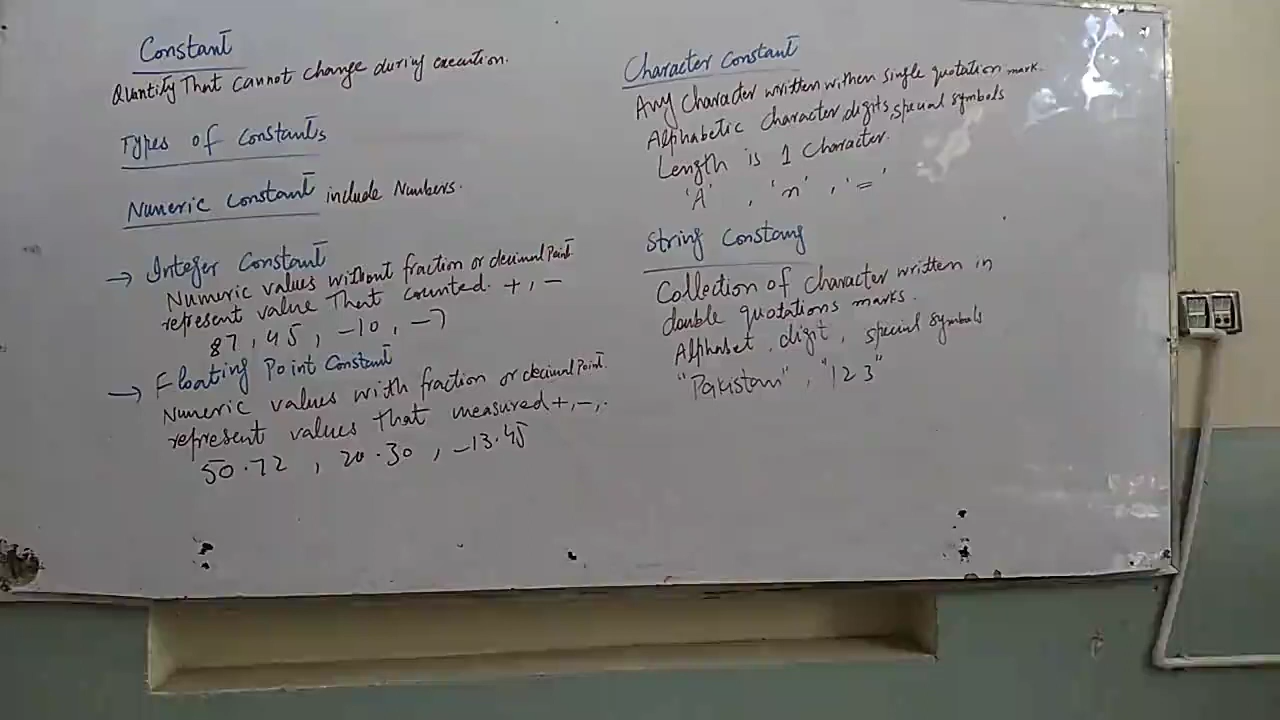 Constant
Quantity That cannot change during execution.
Types of Constants
Numeric constant include Numbers.
→ Integer Constant
Numeric values without fraction or decimal Point
represent value That counted. +, -
87, 45, -10, -7
→ Floating Point Constant
Numeric values with fraction or decimal Point.
represent values that measured +, -,.
50.72, 20.30, -13.45
Character Constant
Any Character written within single quotation mark.
Alphabetic character, digits, special symbols
Length is 1 character.
'A', 'n', '='
String Constant
Collection of character written in
double quotations marks.
Alphabet, digit, special symbols
"Pakistan", "123"